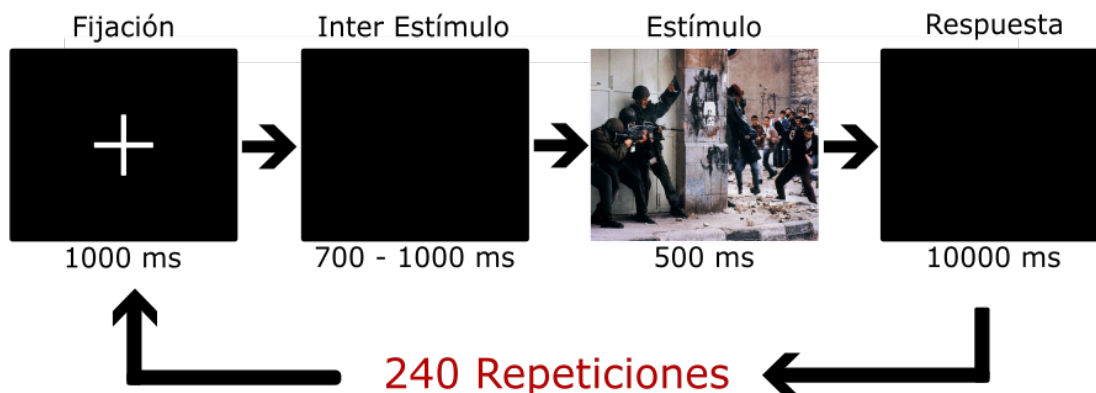 Fijación
Inter Estímulo
Estímulo
Respuesta
1000 ms
700 - 1000 ms
500 ms
10000 ms
240 Repeticiones